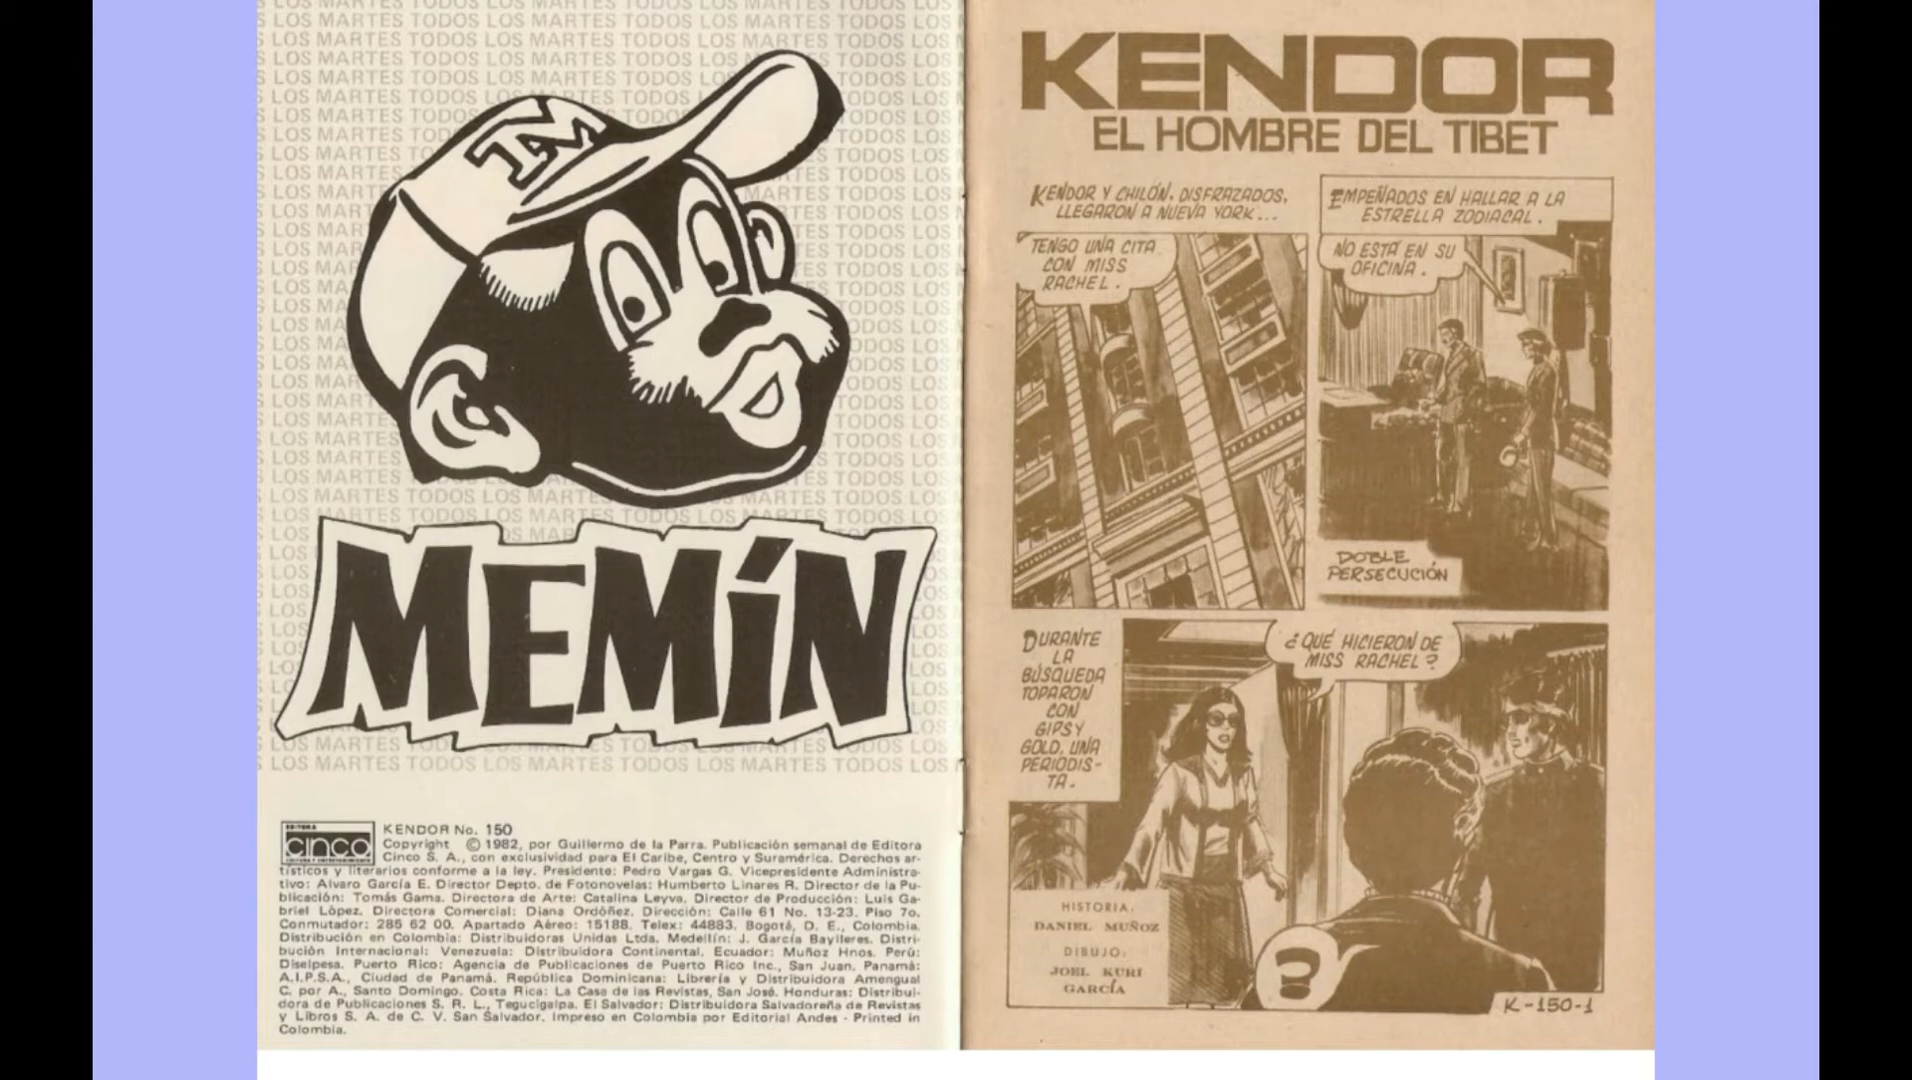 LOS MARTES TODOS LOS MARTES TODOS LOS MARTES TODOS LOS
M
MEMÍN
EDITORA
CINCO
KENDOR No. 150
Copyright © 1982, por Guillermo de la Parra. Publicación semanal de Editora
Cinco S. A., con exclusividad para El Caribe, Centro y Suramérica. Derechos ar-
tísticos y literarios conforme a la ley. Presidente: Pedro Vargas G. Vicepresidente Administra-
tivo: Alvaro García E. Director Depto. de Fotonovelas: Humberto Linares R. Director de la Pu-
blicación: Tomás Gama. Directora de Arte: Catalina Leyva. Director de Producción: Luis Ga-
briel López. Directora Comercial: Diana Ordóñez. Dirección: Calle 61 No. 13-23. Piso 7o.
Conmutador: 285 62 00. Apartado Aéreo: 15188. Telex: 44883. Bogotá, D. E., Colombia.
Distribución en Colombia: Distribuidoras Unidas Ltda. Medellín: J. García Baylleres. Distri-
bución Internacional: Venezuela: Distribuidora Continental. Ecuador: Muñoz Hnos. Perú:
Diselpesa. Puerto Rico: Agencia de Publicaciones de Puerto Rico Inc., San Juan. Panamá:
A.I.P.S.A., Ciudad de Panamá. República Dominicana: Librería y Distribuidora Amengual
C. por A., Santo Domingo. Costa Rica: La Casa de las Revistas, San José. Honduras: Distribui-
dora de Publicaciones S. R. L., Tegucigalpa. El Salvador: Distribuidora Salvadoreña de Revistas
y Libros S. A. de C. V. San Salvador. Impreso en Colombia por Editorial Andes - Printed in
Colombia.
KENDOR
EL HOMBRE DEL TIBET
KENDOR Y CHILÓN, DISFRAZADOS,
LLEGARON A NUEVA YORK...
TENGO UNA CITA
CON MISS
RACHEL.
EMPEÑADOS EN HALLAR A LA
ESTRELLA ZODIACAL.
NO ESTÁ EN SU
OFICINA.
DOBLE
PERSECUCIÓN
DURANTE
LA
BÚSQUEDA
TOPARON
CON
GIPSY
GOLD, UNA
PERIODIS-
TA.
¿QUÉ HICIERON DE
MISS RACHEL?
HISTORIA:
DANIEL MUÑOZ
DIBUJO:
JOEL KURI
GARCÍA
?
K-150-1